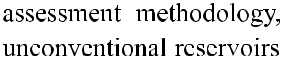 assessment methodology,
unconventional reservoirs